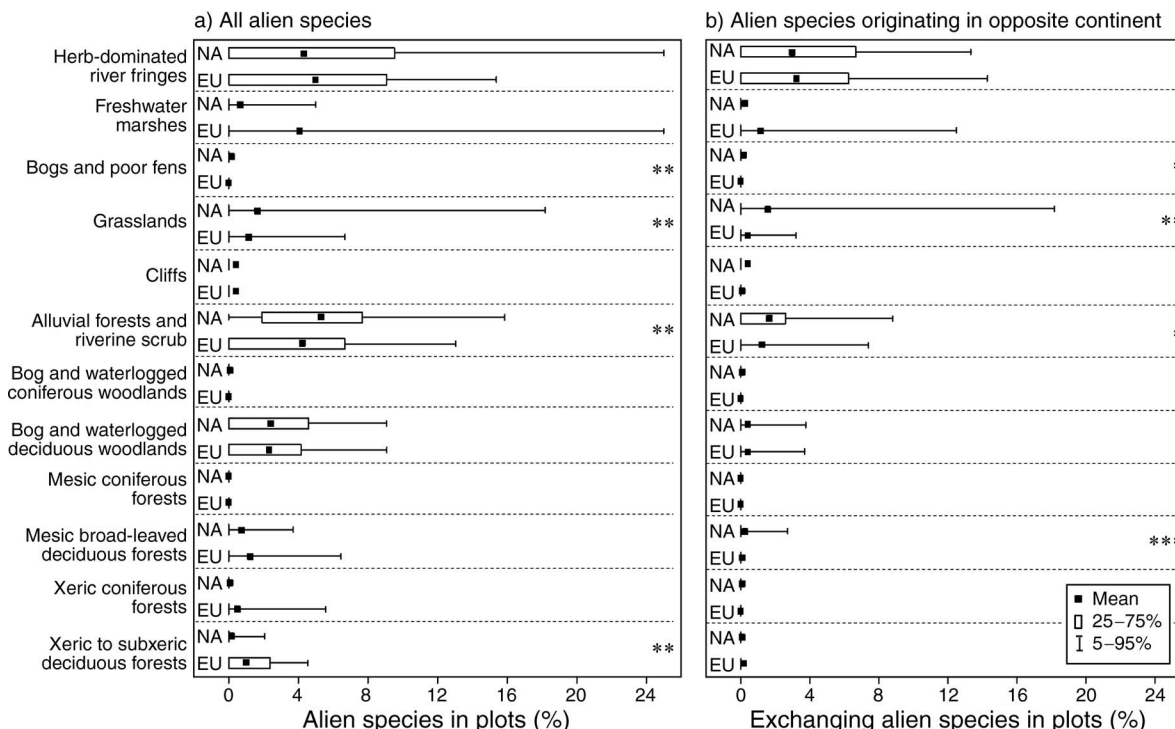 a) All alien species
b) Alien species originating in opposite continent
Herb-dominated
river fringes
NA
EU
NA
EU
Freshwater
marshes
NA
EU
NA
EU
Bogs and poor fens
NA
EU
**
NA
EU
*
Grasslands
NA
EU
**
NA
EU
**
Cliffs
NA
EU
NA
EU
Alluvial forests and
riverine scrub
NA
EU
**
NA
EU
*
Bog and waterlogged
coniferous woodlands
NA
EU
NA
EU
Bog and waterlogged
deciduous woodlands
NA
EU
NA
EU
Mesic coniferous
forests
NA
EU
NA
EU
Mesic broad-leaved
deciduous forests
NA
EU
NA
EU
***
Xeric coniferous
forests
NA
EU
NA
EU
Xeric to subxeric
deciduous forests
NA
EU
**
NA
EU
Mean
25–75%
5–95%
0 4 8 12 16 20 24
0 4 8 12 16 20 24
Alien species in plots (%)
Exchanging alien species in plots (%)